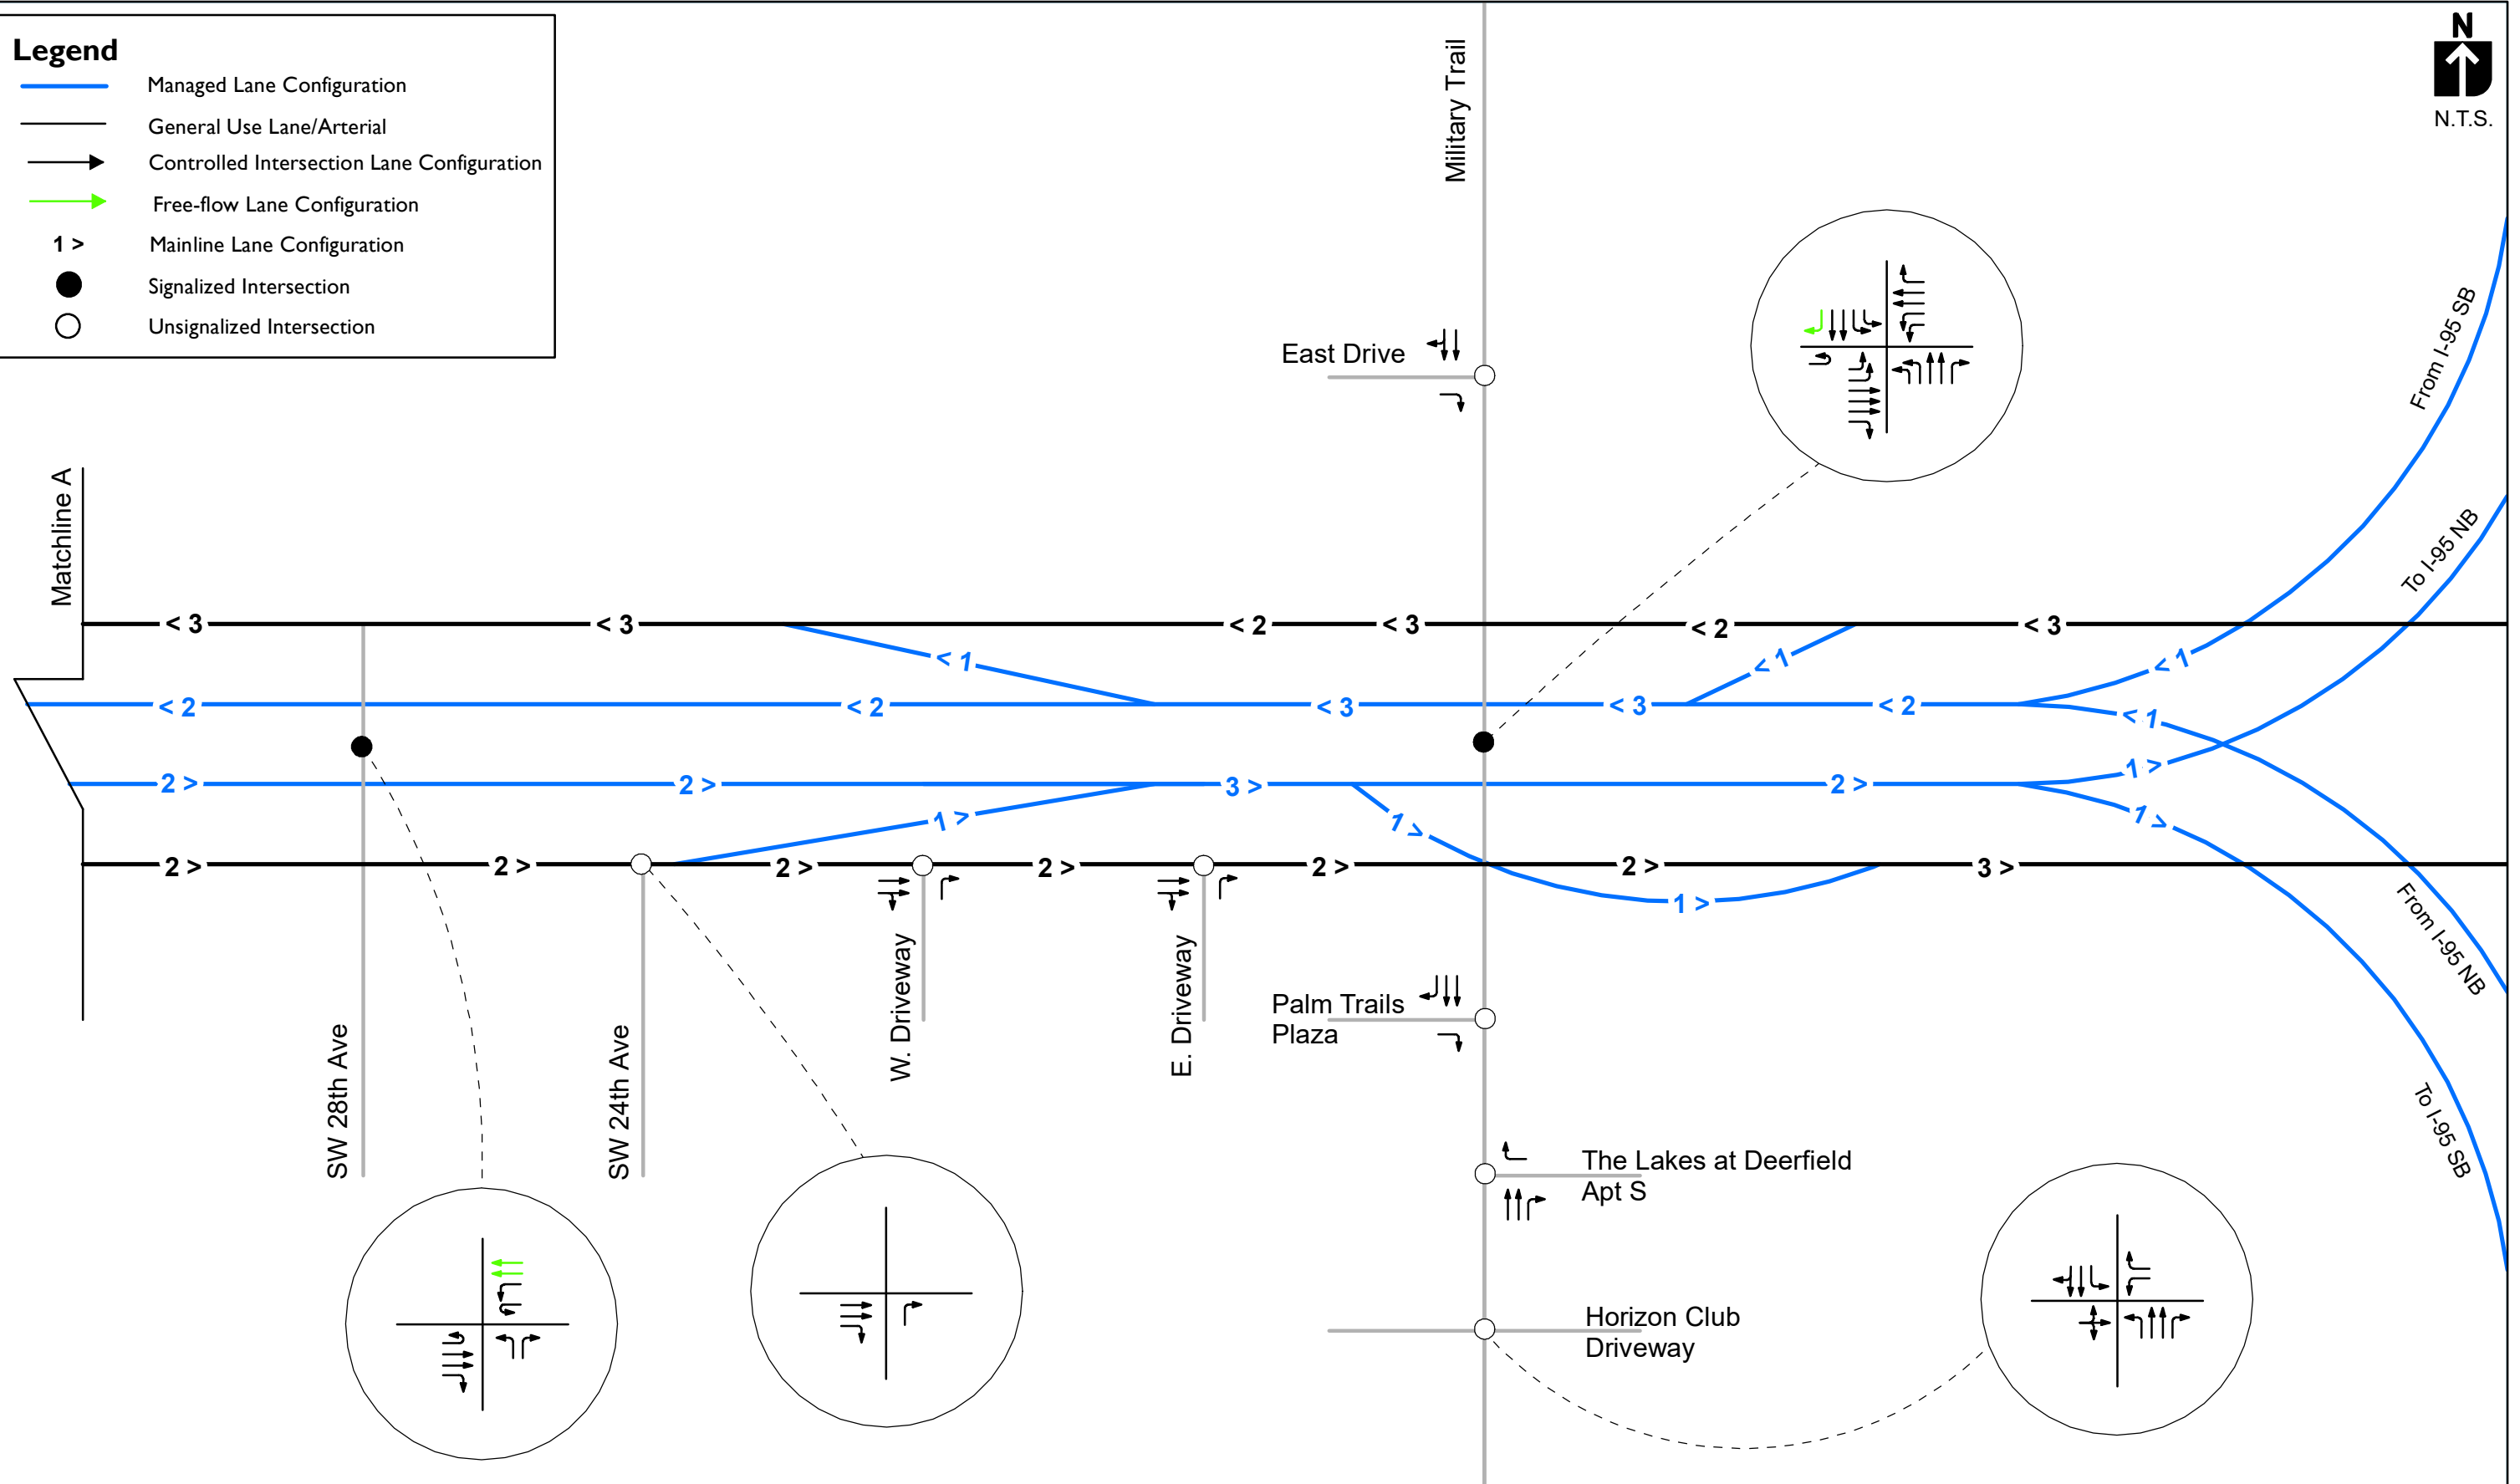 Legend
Managed Lane Configuration
General Use Lane/Arterial
Controlled Intersection Lane Configuration
Free-flow Lane Configuration
1 >
Mainline Lane Configuration
Signalized Intersection
Unsignalized Intersection
N
N.T.S.
Military Trail
East Drive
From I-95 SB
To I-95 NB
Matchline A
< 3
< 3
< 2
< 3
< 2
< 3
< 1
< 1
< 1
< 2
< 2
< 3
< 3
< 2
< 1
2 >
2 >
3 >
2 >
1 >
1 >
1 >
1 >
2 >
2 >
2 >
2 >
2 >
2 >
3 >
1 >
From I-95 NB
To I-95 SB
SW 28th Ave
SW 24th Ave
W. Driveway
E. Driveway
Palm Trails
Plaza
The Lakes at Deerfield
Apt S
Horizon Club
Driveway